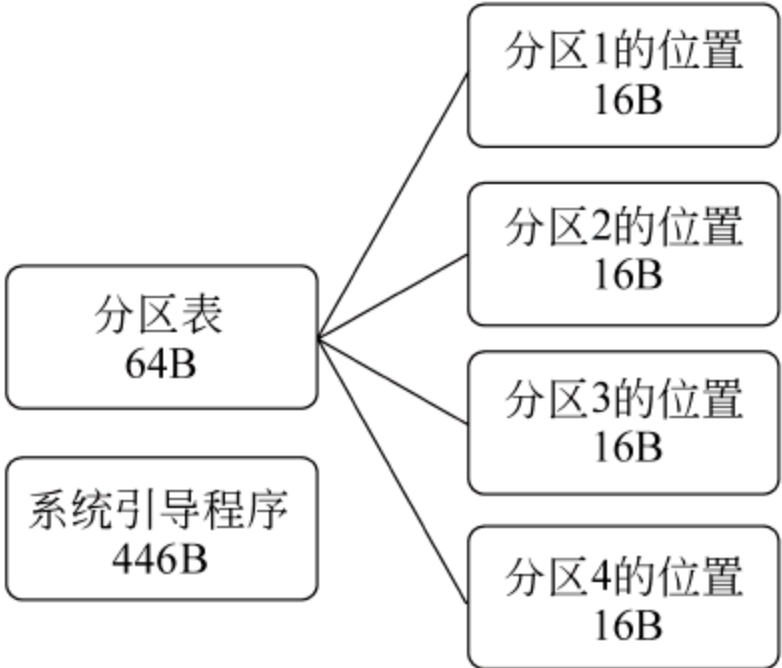 分区1的位置
16B
分区2的位置
16B
分区表
64B
分区3的位置
16B
系统引导程序
446B
分区4的位置
16B